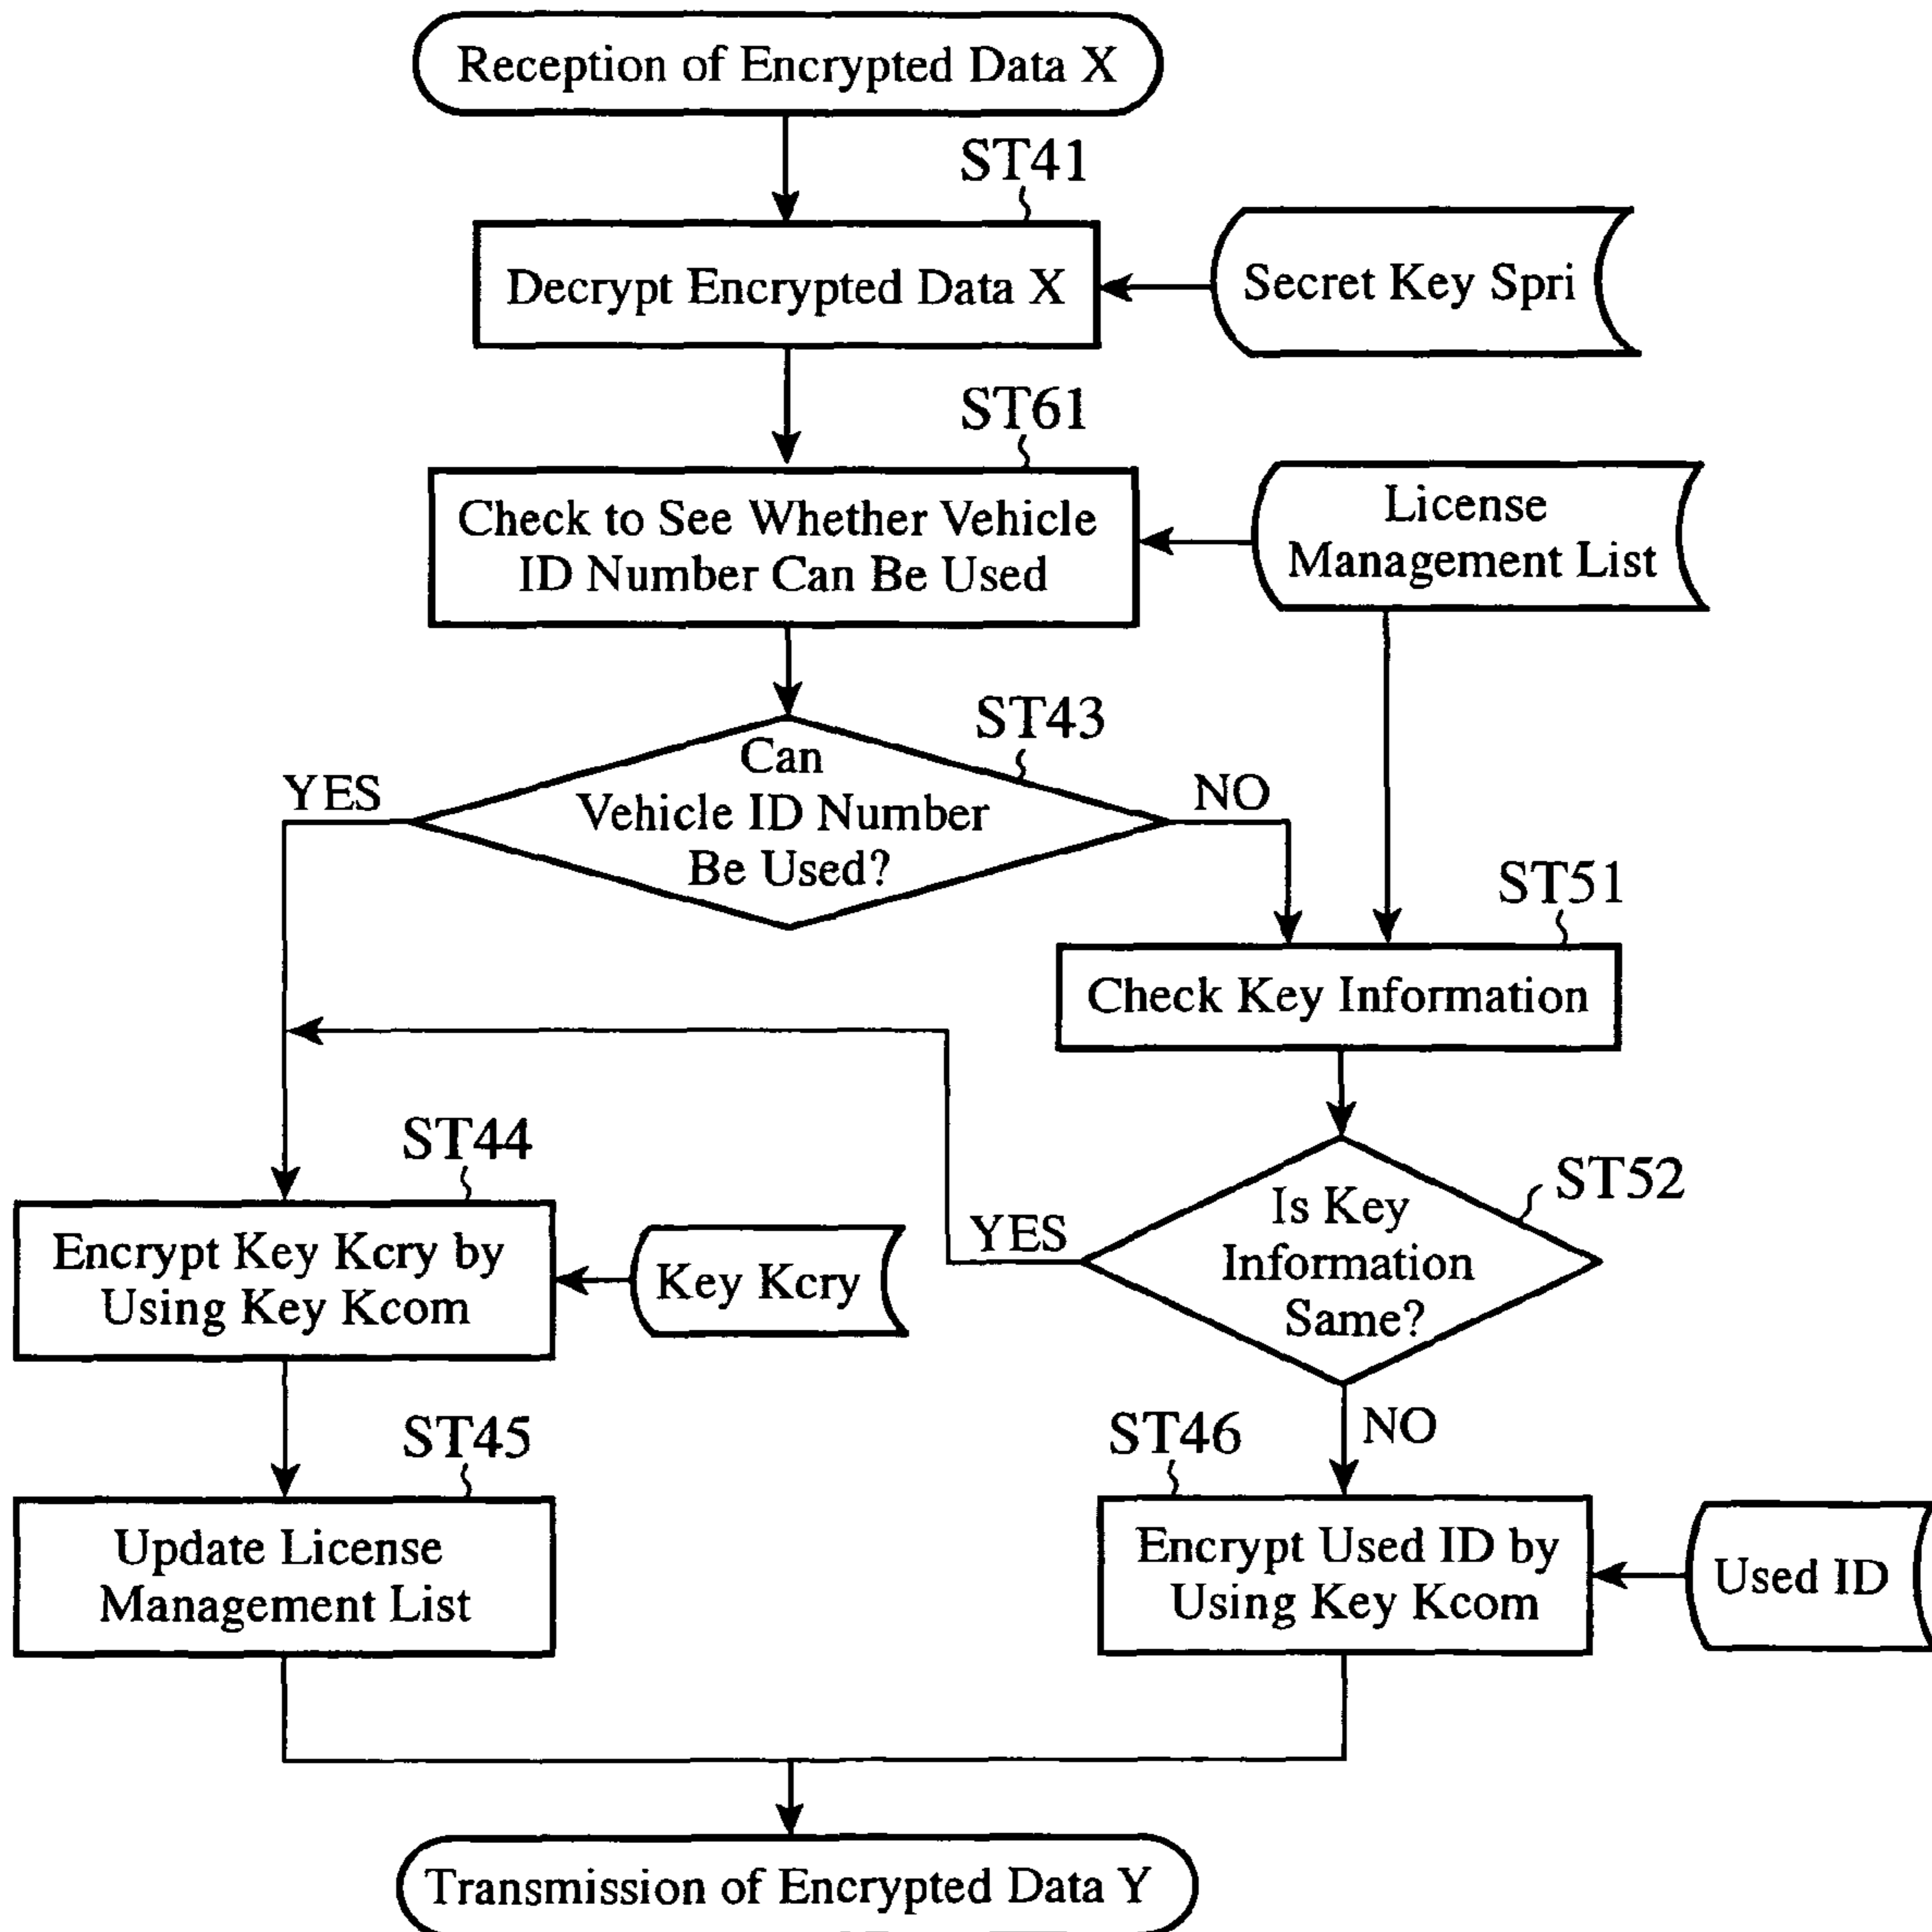 Reception of Encrypted Data X
ST41
Decrypt Encrypted Data X
Secret Key Spri
ST61
Check to See Whether Vehicle
ID Number Can Be Used
License
Management List
ST43
YES
Can
Vehicle ID Number
Be Used?
NO
ST51
Check Key Information
ST44
Encrypt Key Kcry by
Using Key Kcom
Key Kcry
YES
ST52
Is Key
Information
Same?
NO
ST45
Update License
Management List
ST46
Encrypt Used ID by
Using Key Kcom
Used ID
Transmission of Encrypted Data Y